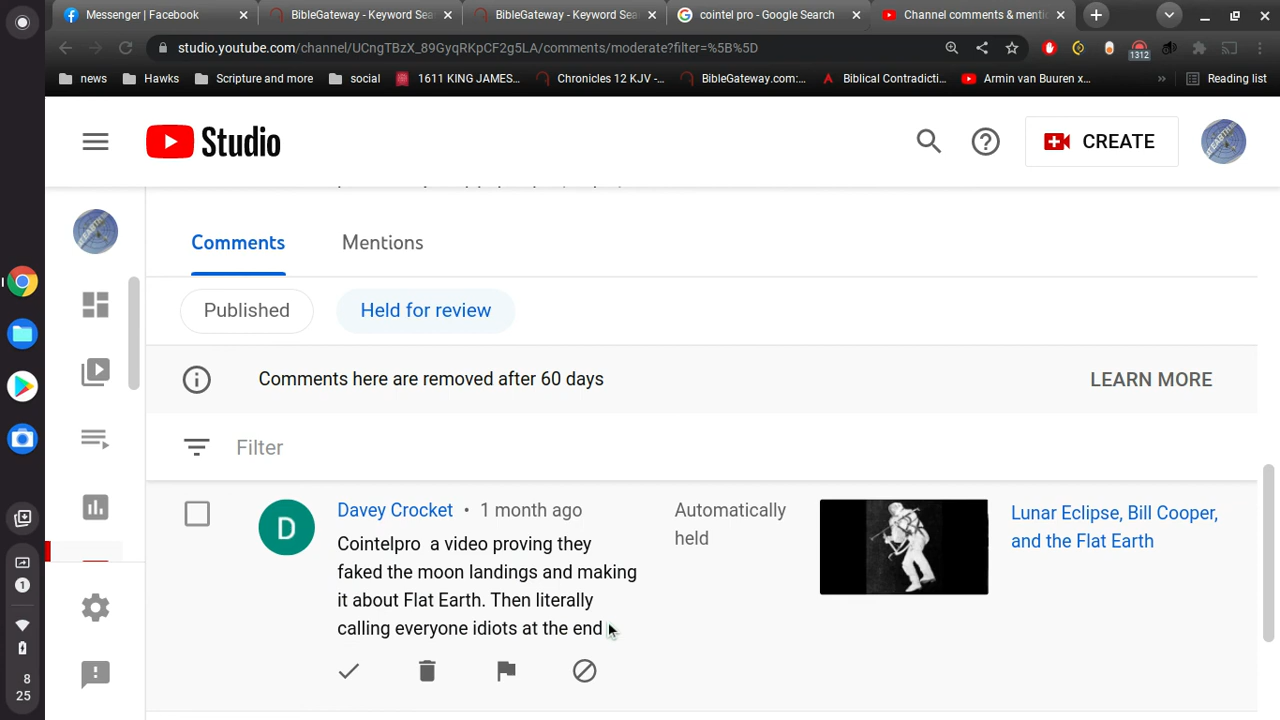 Messenger | Facebook
BibleGateway - Keyword Sea
BibleGateway - Keyword Sea
cointel pro - Google Search
Channel comments & menti
studio.youtube.com/channel/UCngTBzX_89GyqRKpCF2g5LA/comments/moderate?filter=%5B%5D
1312
news
Hawks
Scripture and more
social
1611 KING JAMES...
Chronicles 12 KJV -...
BibleGateway.com:...
Biblical Contradicti...
Armin van Buuren x...
»
Reading list
Studio
CREATE
Comments
Mentions
Published
Held for review
Comments here are removed after 60 days
LEARN MORE
Filter
D
Davey Crocket • 1 month ago
Cointelpro a video proving they
faked the moon landings and making
it about Flat Earth. Then literally
calling everyone idiots at the end
Automatically
held
Lunar Eclipse, Bill Cooper,
and the Flat Earth
1
8
25